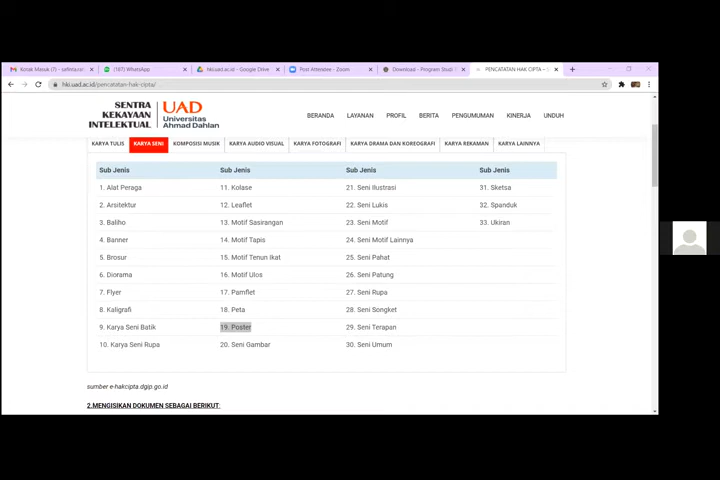 Kotak Masuk (7) - safinta.ra
(187) WhatsApp
hki.uad.ac.id - Google Drive
Post Attendee - Zoom
Download - Program Studi
PENCATATAN HAK CIPTA –
hki.uad.ac.id/pencatatan-hak-cipta/
SENTRA KEKAYAAN INTELEKTUAL
UAD
Universitas Ahmad Dahlan
BERANDA LAYANAN PROFIL BERITA PENGUMUMAN KINERJA UNDUH
KARYA TULIS KARYA SENI KOMPOSISI MUSIK KARYA AUDIO VISUAL KARYA FOTOGRAFI KARYA DRAMA DAN KOREOGRAFI KARYA REKAMAN KARYA LAINNYA
Sub Jenis Sub Jenis Sub Jenis Sub Jenis
1. Alat Peraga 11. Kolase 21. Seni Ilustrasi 31. Sketsa
2. Arsitektur 12. Leaflet 22. Seni Lukis 32. Spanduk
3. Baliho 13. Motif Sasirangan 23. Seni Motif 33. Ukiran
4. Banner 14. Motif Tapis 24. Seni Motif Lainnya
5. Brosur 15. Motif Tenun Ikat 25. Seni Pahat
6. Diorama 16. Motif Ulos 26. Seni Patung
7. Flyer 17. Pamflet 27. Seni Rupa
8. Kaligrafi 18. Peta 28. Seni Songket
9. Karya Seni Batik 19. Poster 29. Seni Terapan
10. Karya Seni Rupa 20. Seni Gambar 30. Seni Umum
sumber e-hakcipta.dgip.go.id
2.MENGISIKAN DOKUMEN SEBAGAI BERIKUT: